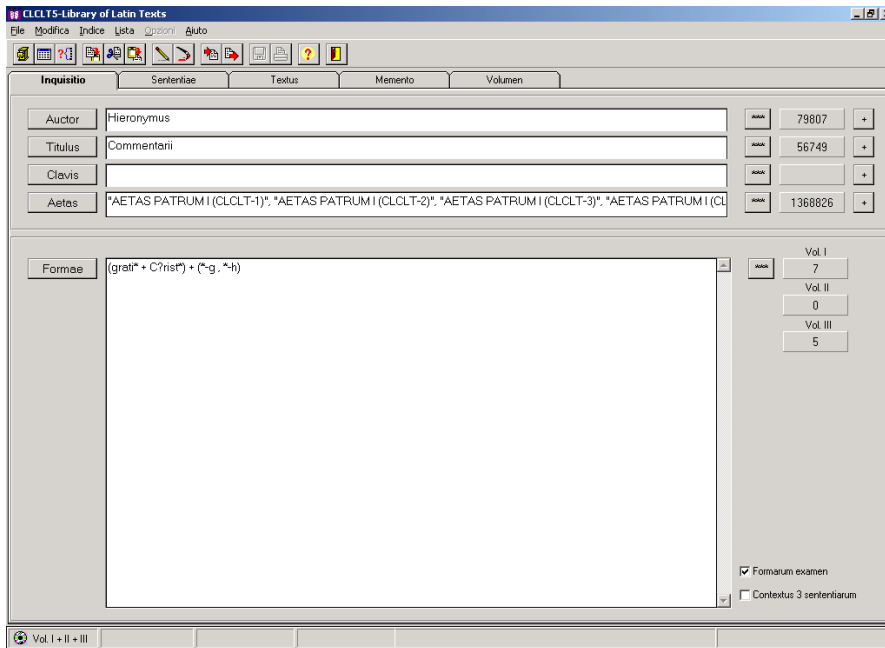 CLCLT5-Library of Latin Texts
File Modifica Indice Lista Opzioni Aiuto
Inquisitio Sententiae Textus Memento Volumen
Auctor Hieronymus **** 79807 +
Titulus Commentarii **** 56749 +
Clavis **** +
Aetas "AETAS PATRUM I (CLCLT-1)", "AETAS PATRUM I (CLCLT-2)", "AETAS PATRUM I (CLCLT-3)", "AETAS PATRUM I (CL **** 1368826 +
Vol. I
Formae (grati* + C?rist*) + (*-g , *-h) **** 7
Vol. II
0
Vol. III
5
Formarum examen
Contextus 3 sententiarum
Vol. I + II + III